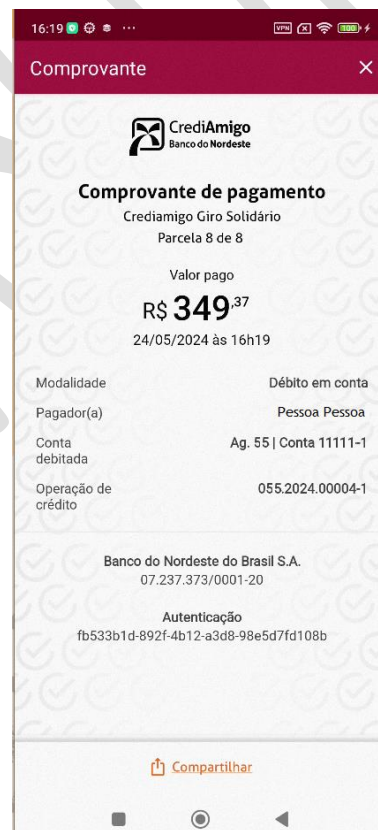 16:19
VPN
100
Comprovante
CrediAmigo
Banco do Nordeste
Comprovante de pagamento
Crediamigo Giro Solidário
Parcela 8 de 8
Valor pago
R$ 349,37
24/05/2024 às 16h19
Modalidade Débito em conta
Pagador(a) Pessoa Pessoa
Conta debitada Ag. 55 | Conta 11111-1
Operação de crédito 055.2024.00004-1
Banco do Nordeste do Brasil S.A.
07.237.373/0001-20
Autenticação
fb533b1d-892f-4b12-a3d8-98e5d7fd108b
Compartilhar